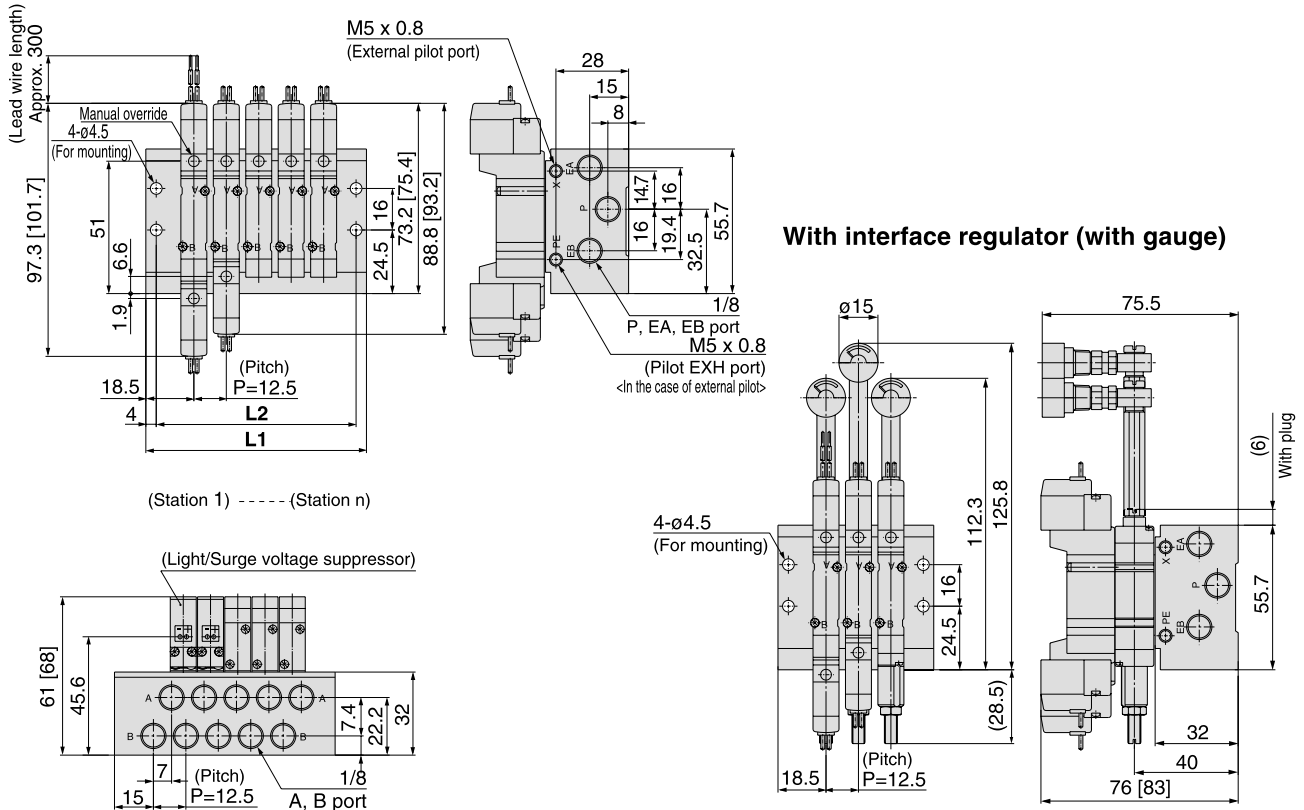 (Lead wire length)
Approx. 300
M5 x 0.8
(External pilot port)
28
15
8
Manual override
4-ø4.5
(For mounting)
97.3 [101.7]
51
6.6
1.9
16
24.5
73.2 [75.4]
88.8 [93.2]
V
V
V
V
V
B
B
B
B
B
EA
X
P
PE
EB
14.7
16
16
19.4
32.5
55.7
1/8
P, EA, EB port
M5 x 0.8
(Pilot EXH port)
<In the case of external pilot>
(Pitch)
18.5
P=12.5
4
L2
L1
With interface regulator (with gauge)
ø15
75.5
(6)
With plug
112.3
125.8
4-ø4.5
(For mounting)
16
24.5
(28.5)
V
V
V
B
B
B
EA
X
P
PE
EB
55.7
(Pitch)
18.5
P=12.5
32
40
76 [83]
(Station 1) ------(Station n)
(Light/Surge voltage suppressor)
61 [68]
45.6
A
A
B
B
7.4
22.2
32
7
(Pitch)
1/8
15
P=12.5
A, B port